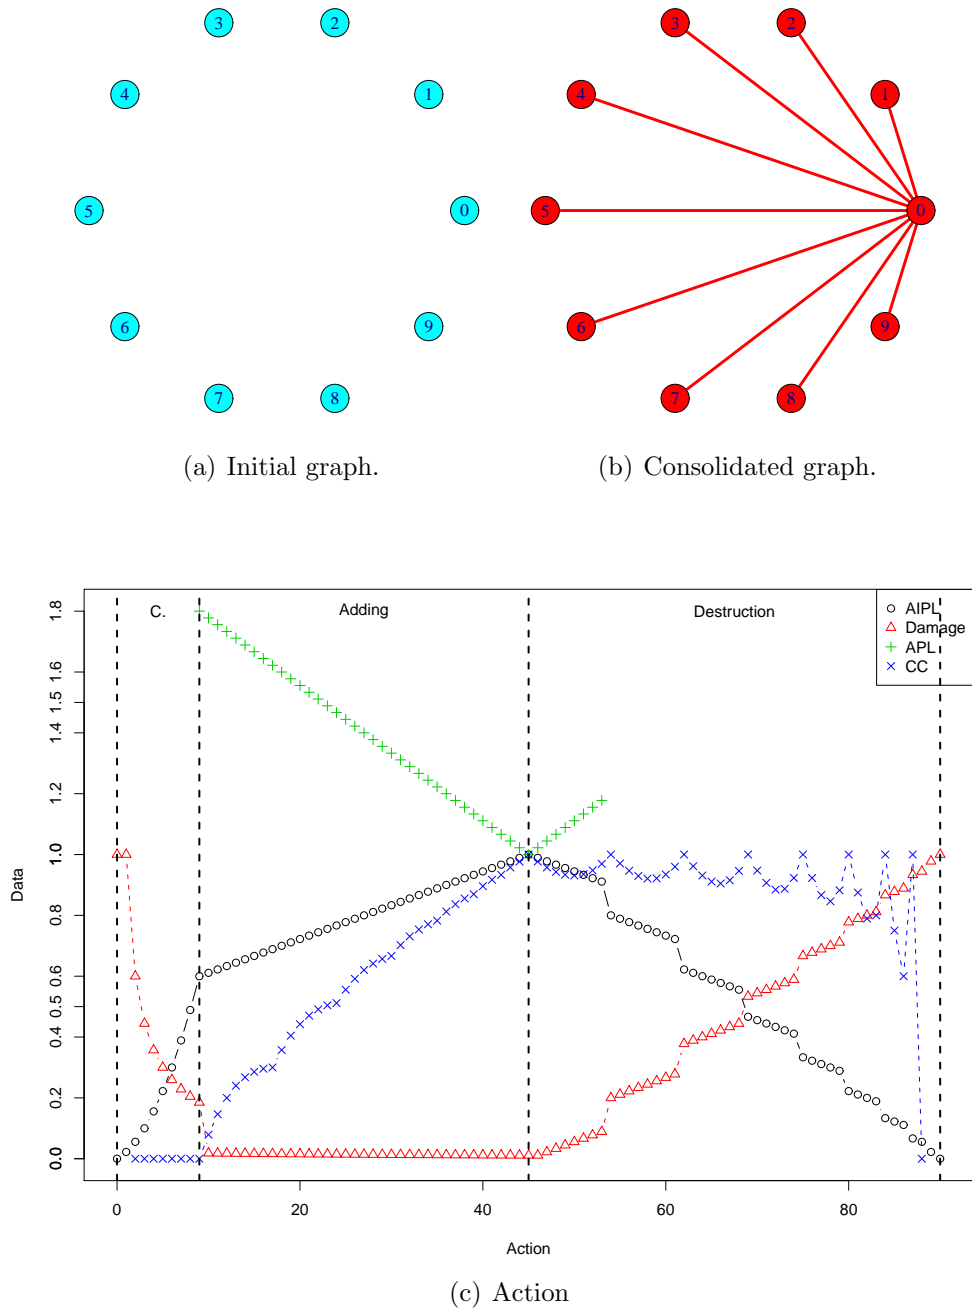 3 2 3 2
4 1 4 1
5 0 5 0
6 9 6 9
7 8 7 8
(a) Initial graph. (b) Consolidated graph.
C. Adding Destruction
AIPL
Damage
APL
CC
Data
1.8
1.6
1.5
1.4
1.2
1.0
0.8
0.6
0.5
0.4
0.2
0.0
0 20 40 60 80
Action
(c) Action